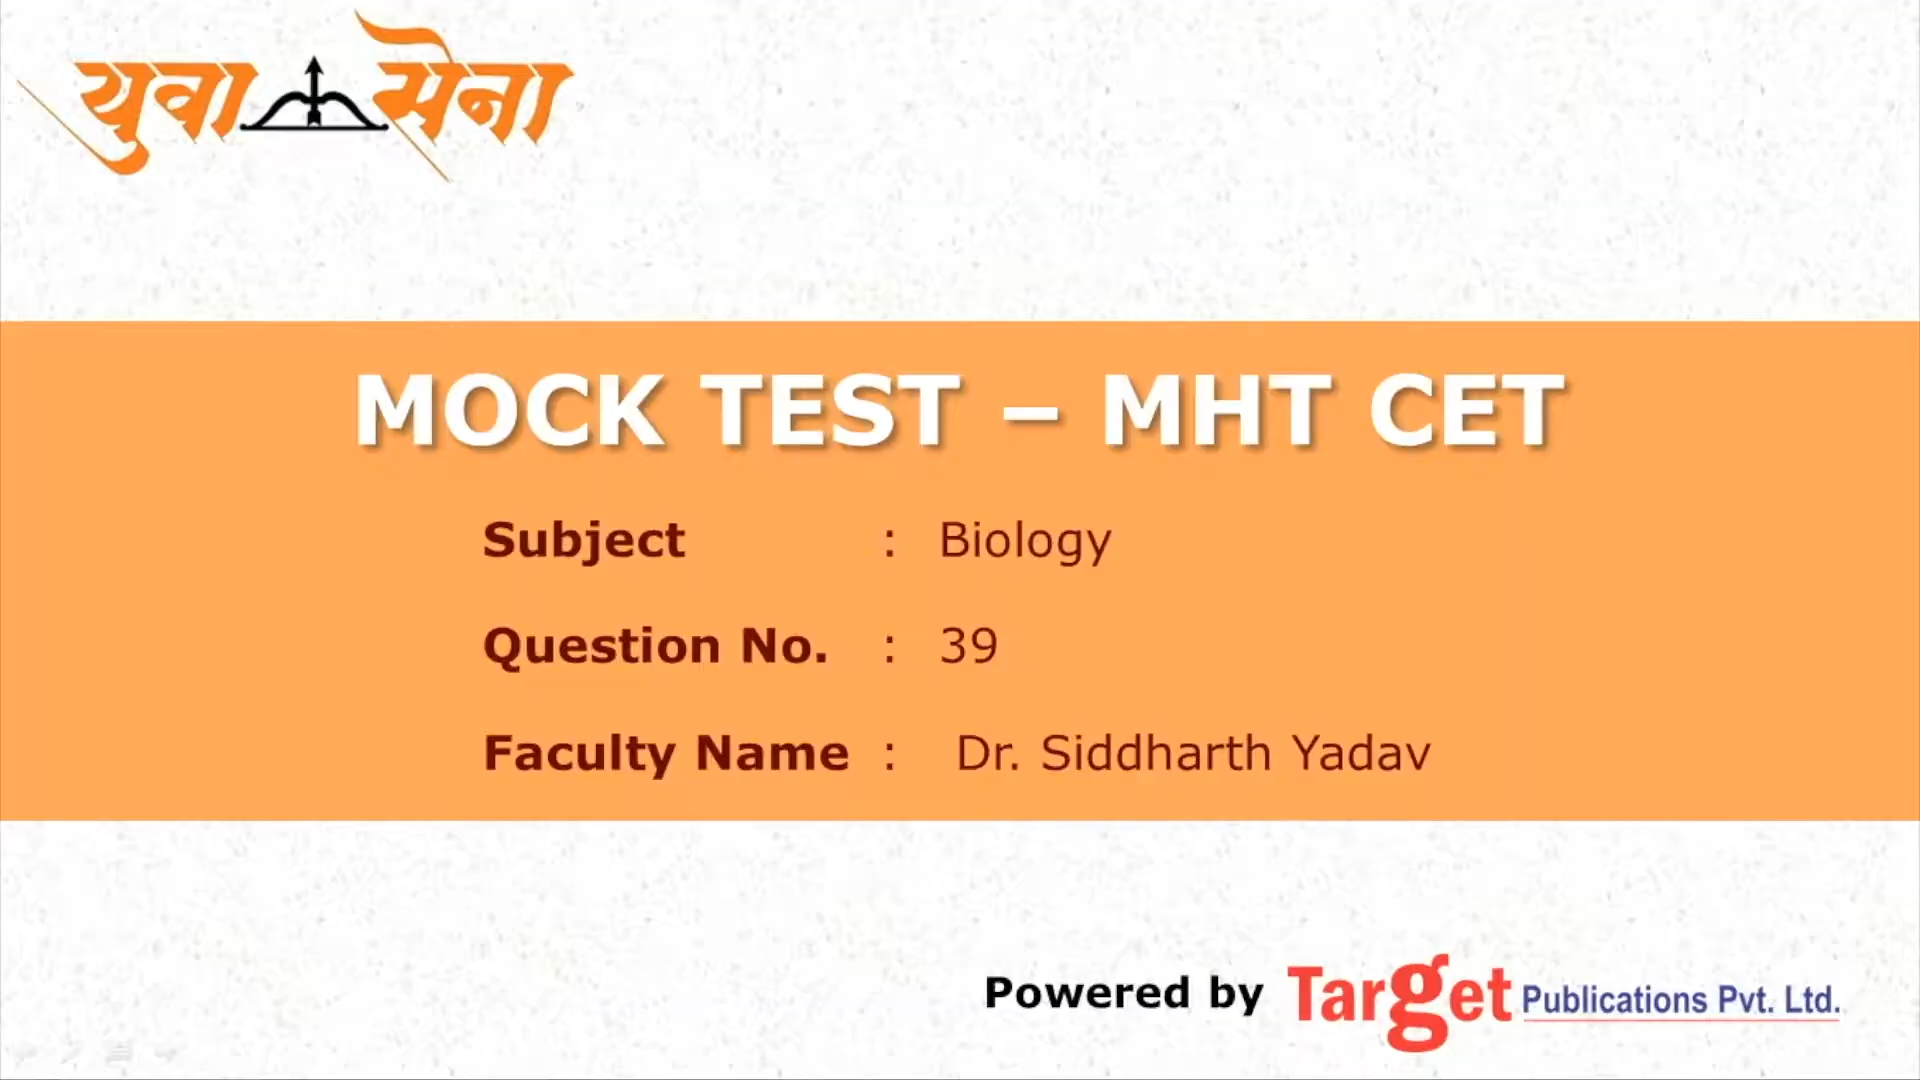 युवा सेना
MOCK TEST – MHT CET
Subject : Biology
Question No. : 39
Faculty Name : Dr. Siddharth Yadav
Powered by Target Publications Pvt. Ltd.